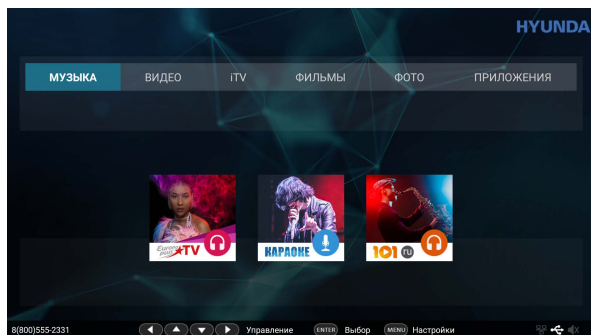 HYUNDA
МУЗЫКА ВИДЕО iTV ФИЛЬМЫ ФОТО ПРИЛОЖЕНИЯ
Europa plus TV КАРАОКЕ 101 ru
8(800)555-2331 Управление ENTER Выбор MENU Настройки